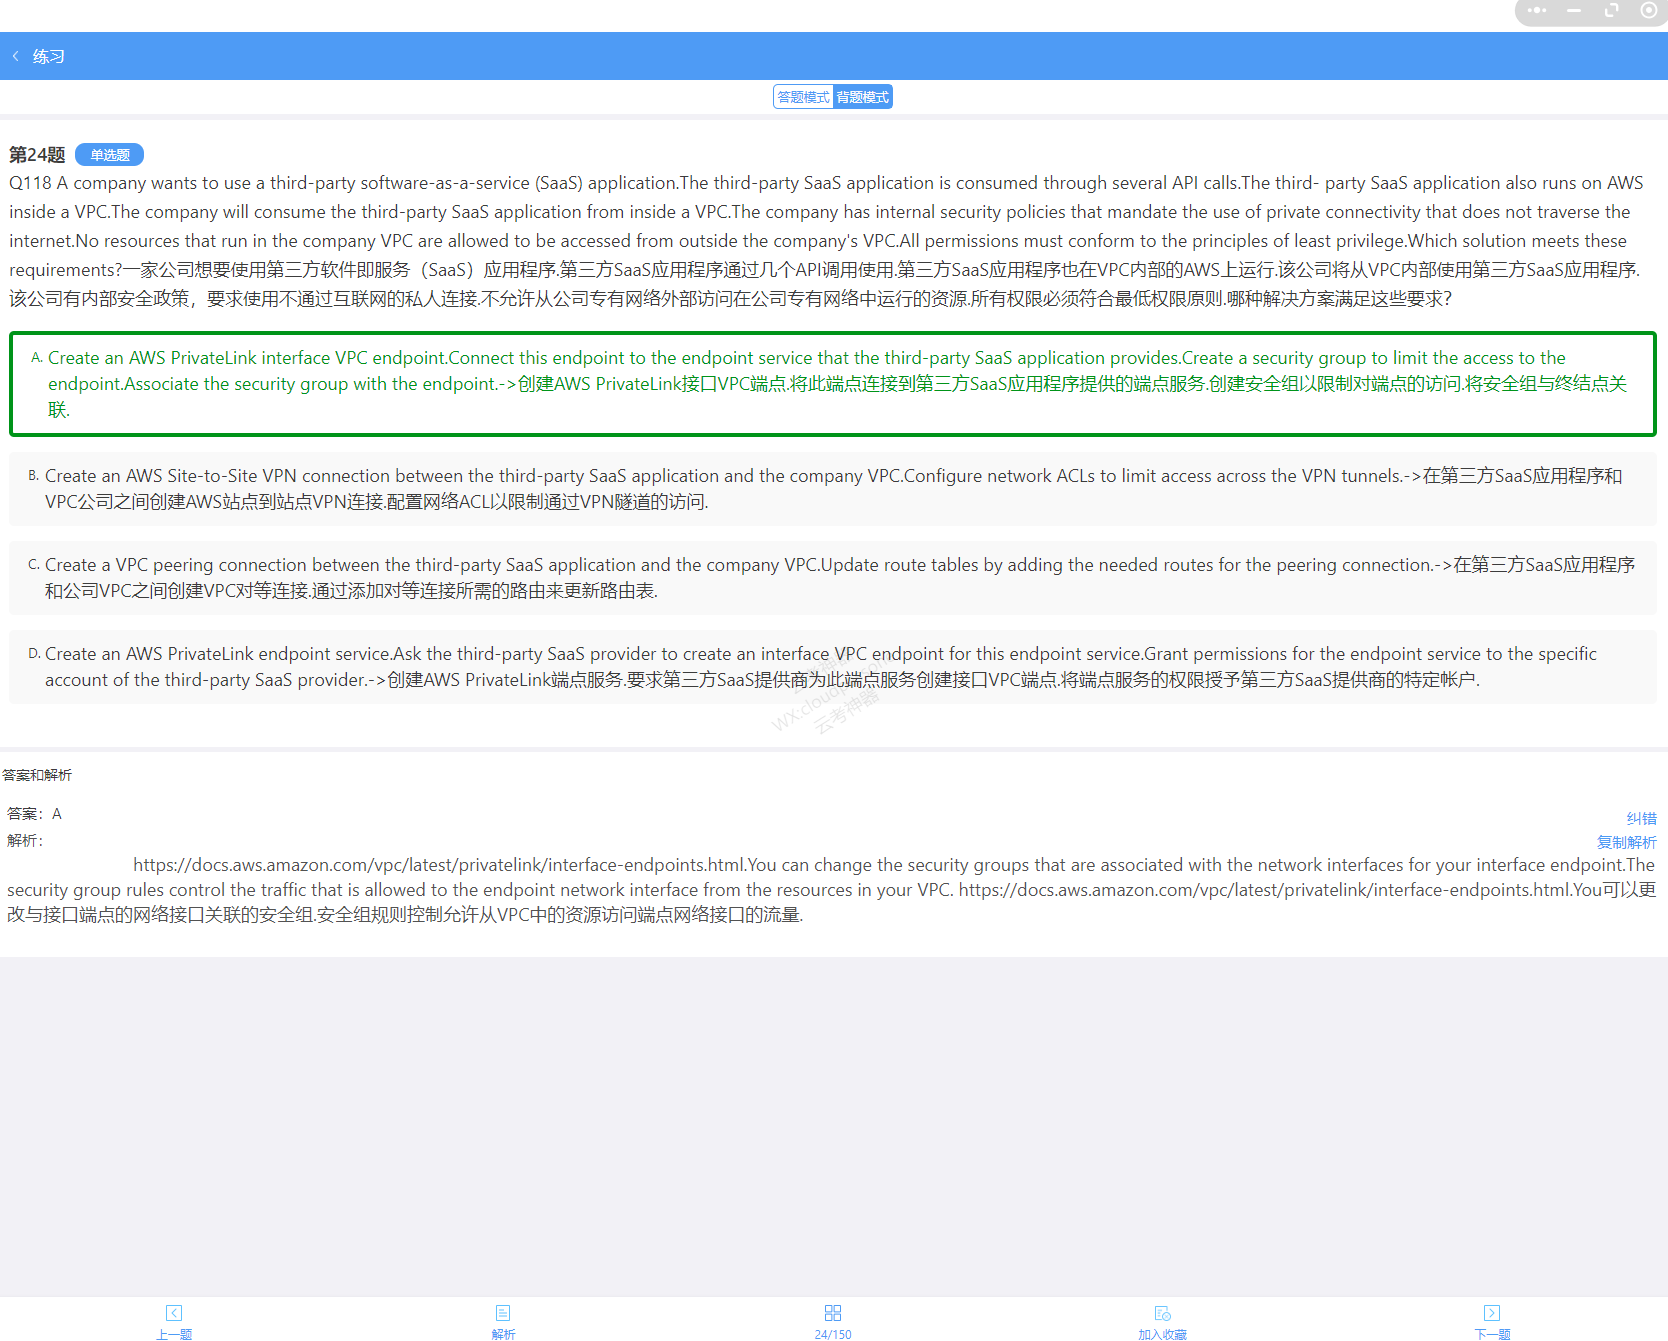 练习
答题模式 背题模式
第24题 单选题
Q118 A company wants to use a third-party software-as-a-service (SaaS) application.The third-party SaaS application is consumed through several API calls.The third- party SaaS application also runs on AWS
inside a VPC.The company will consume the third-party SaaS application from inside a VPC.The company has internal security policies that mandate the use of private connectivity that does not traverse the
internet.No resources that run in the company VPC are allowed to be accessed from outside the company's VPC.All permissions must conform to the principles of least privilege.Which solution meets these
requirements?一家公司想要使用第三方软件即服务（SaaS）应用程序.第三方SaaS应用程序通过几个API调用使用.第三方SaaS应用程序也在VPC内部的AWS上运行.该公司将从VPC内部使用第三方SaaS应用程序.
该公司有内部安全政策，要求使用不通过互联网的私人连接.不允许从公司专有网络外部访问在公司专有网络中运行的资源.所有权限必须符合最低权限原则.哪种解决方案满足这些要求?
A. Create an AWS PrivateLink interface VPC endpoint.Connect this endpoint to the endpoint service that the third-party SaaS application provides.Create a security group to limit the access to the
endpoint.Associate the security group with the endpoint.->创建AWS PrivateLink接口VPC端点.将此端点连接到第三方SaaS应用程序提供的端点服务.创建安全组以限制对端点的访问.将安全组与终结点关
联.
B. Create an AWS Site-to-Site VPN connection between the third-party SaaS application and the company VPC.Configure network ACLs to limit access across the VPN tunnels.->在第三方SaaS应用程序和
VPC公司之间创建AWS站点到站点VPN连接.配置网络ACL以限制通过VPN隧道的访问.
C. Create a VPC peering connection between the third-party SaaS application and the company VPC.Update route tables by adding the needed routes for the peering connection.->在第三方SaaS应用程序
和公司VPC之间创建VPC对等连接.通过添加对等连接所需的路由来更新路由表.
D. Create an AWS PrivateLink endpoint service.Ask the third-party SaaS provider to create an interface VPC endpoint for this endpoint service.Grant permissions for the endpoint service to the specific
account of the third-party SaaS provider.->创建AWS PrivateLink端点服务.要求第三方SaaS提供商为此端点服务创建接口VPC端点.将端点服务的权限授予第三方SaaS提供商的特定帐户.
云考神器
答案和解析
答案：A
纠错
解析：
复制解析
https://docs.aws.amazon.com/vpc/latest/privatelink/interface-endpoints.html.You can change the security groups that are associated with the network interfaces for your interface endpoint.The
security group rules control the traffic that is allowed to the endpoint network interface from the resources in your VPC. https://docs.aws.amazon.com/vpc/latest/privatelink/interface-endpoints.html.You可以更
改与接口端点的网络接口关联的安全组.安全组规则控制允许从VPC中的资源访问端点网络接口的流量.
上一题 解析 24/150 加入收藏 下一题